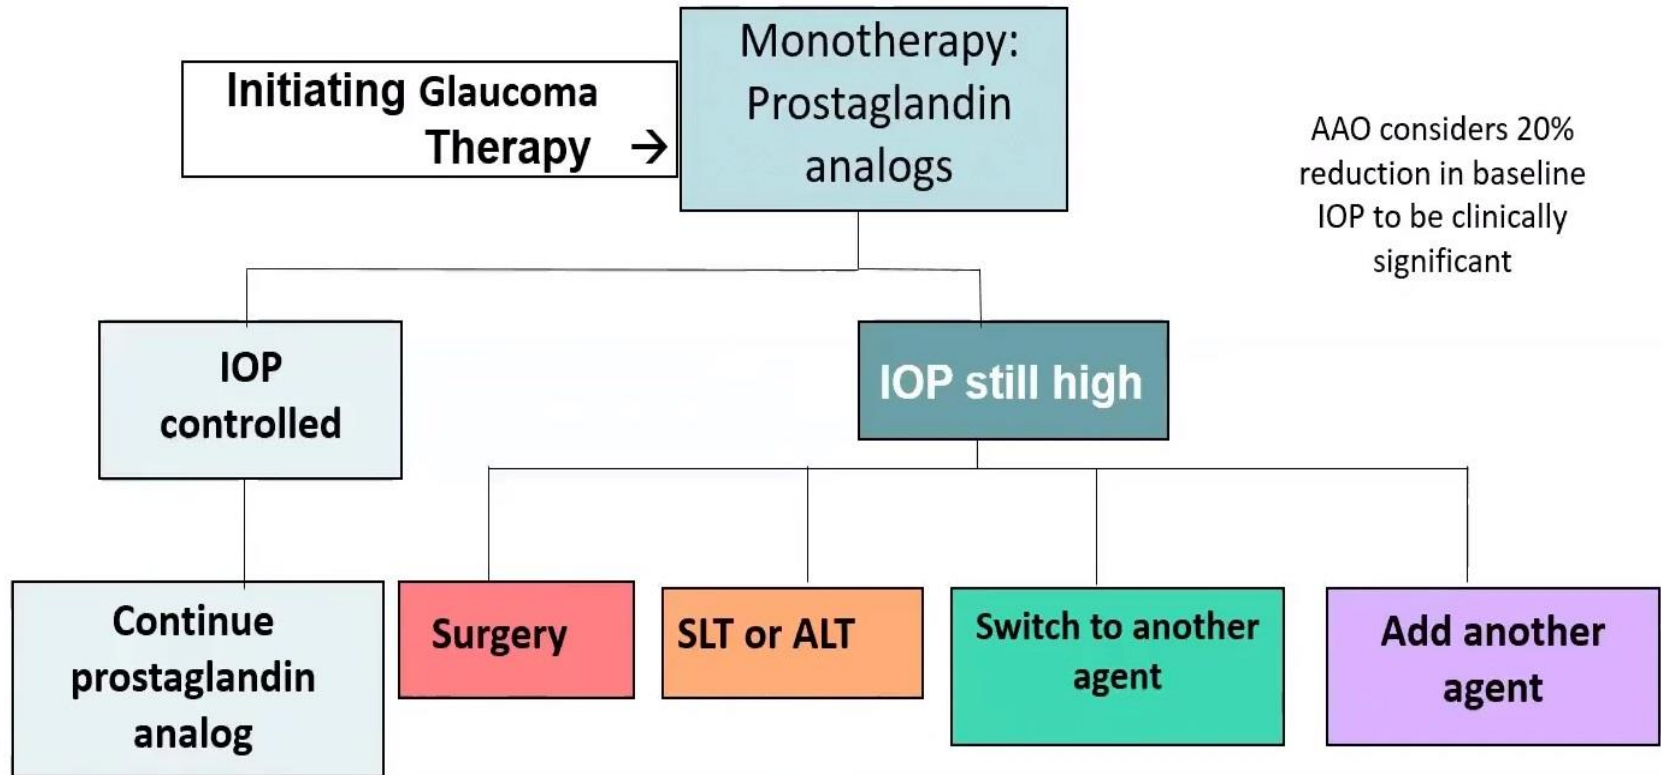 Initiating Glaucoma
Therapy →
Monotherapy:
Prostaglandin
analogs
AAO considers 20%
reduction in baseline
IOP to be clinically
significant
IOP
controlled
IOP still high
Continue
prostaglandin
analog
Surgery
SLT or ALT
Switch to another
agent
Add another
agent